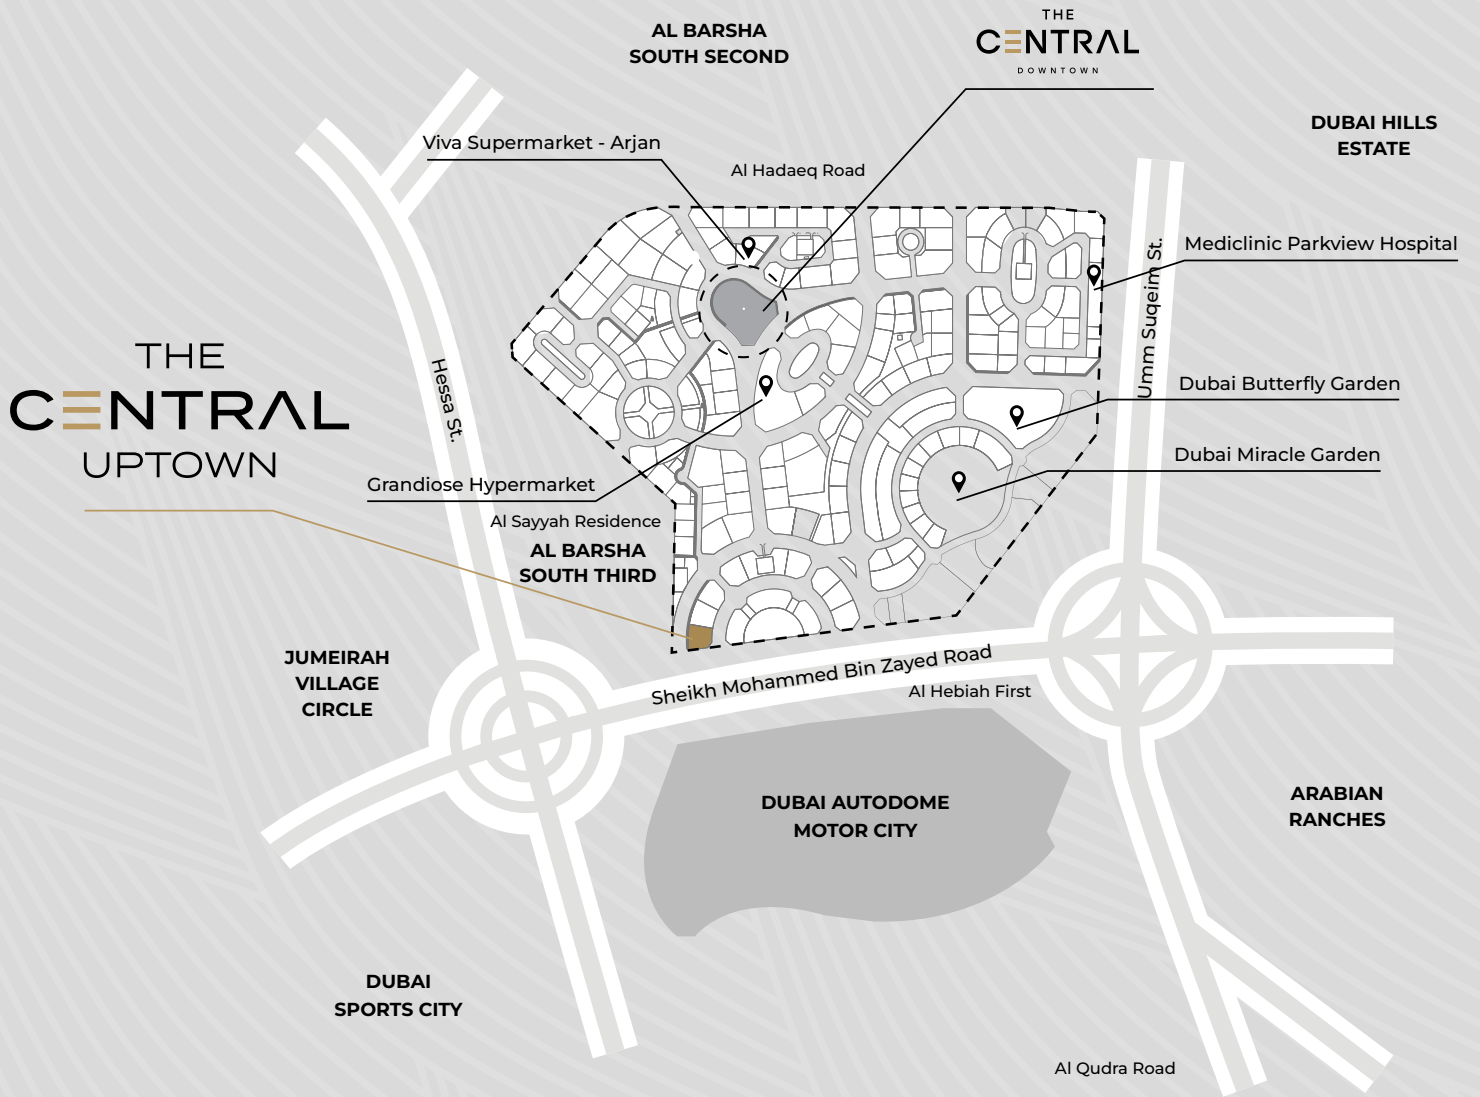 AL BARSHA
SOUTH SECOND
THE
CENTRAL
DOWNTOWN
DUBAI HILLS
ESTATE
Viva Supermarket - Arjan
Al Hadaeq Road
Mediclinic Parkview Hospital
Umm Suqeim St.
THE
CENTRAL
UPTOWN
Hessa St.
Dubai Butterfly Garden
Dubai Miracle Garden
Grandiose Hypermarket
Al Sayyah Residence
AL BARSHA
SOUTH THIRD
JUMEIRAH
VILLAGE
CIRCLE
Sheikh Mohammed Bin Zayed Road
Al Hebiah First
DUBAI AUTODOME
MOTOR CITY
ARABIAN
RANCHES
DUBAI
SPORTS CITY
Al Qudra Road